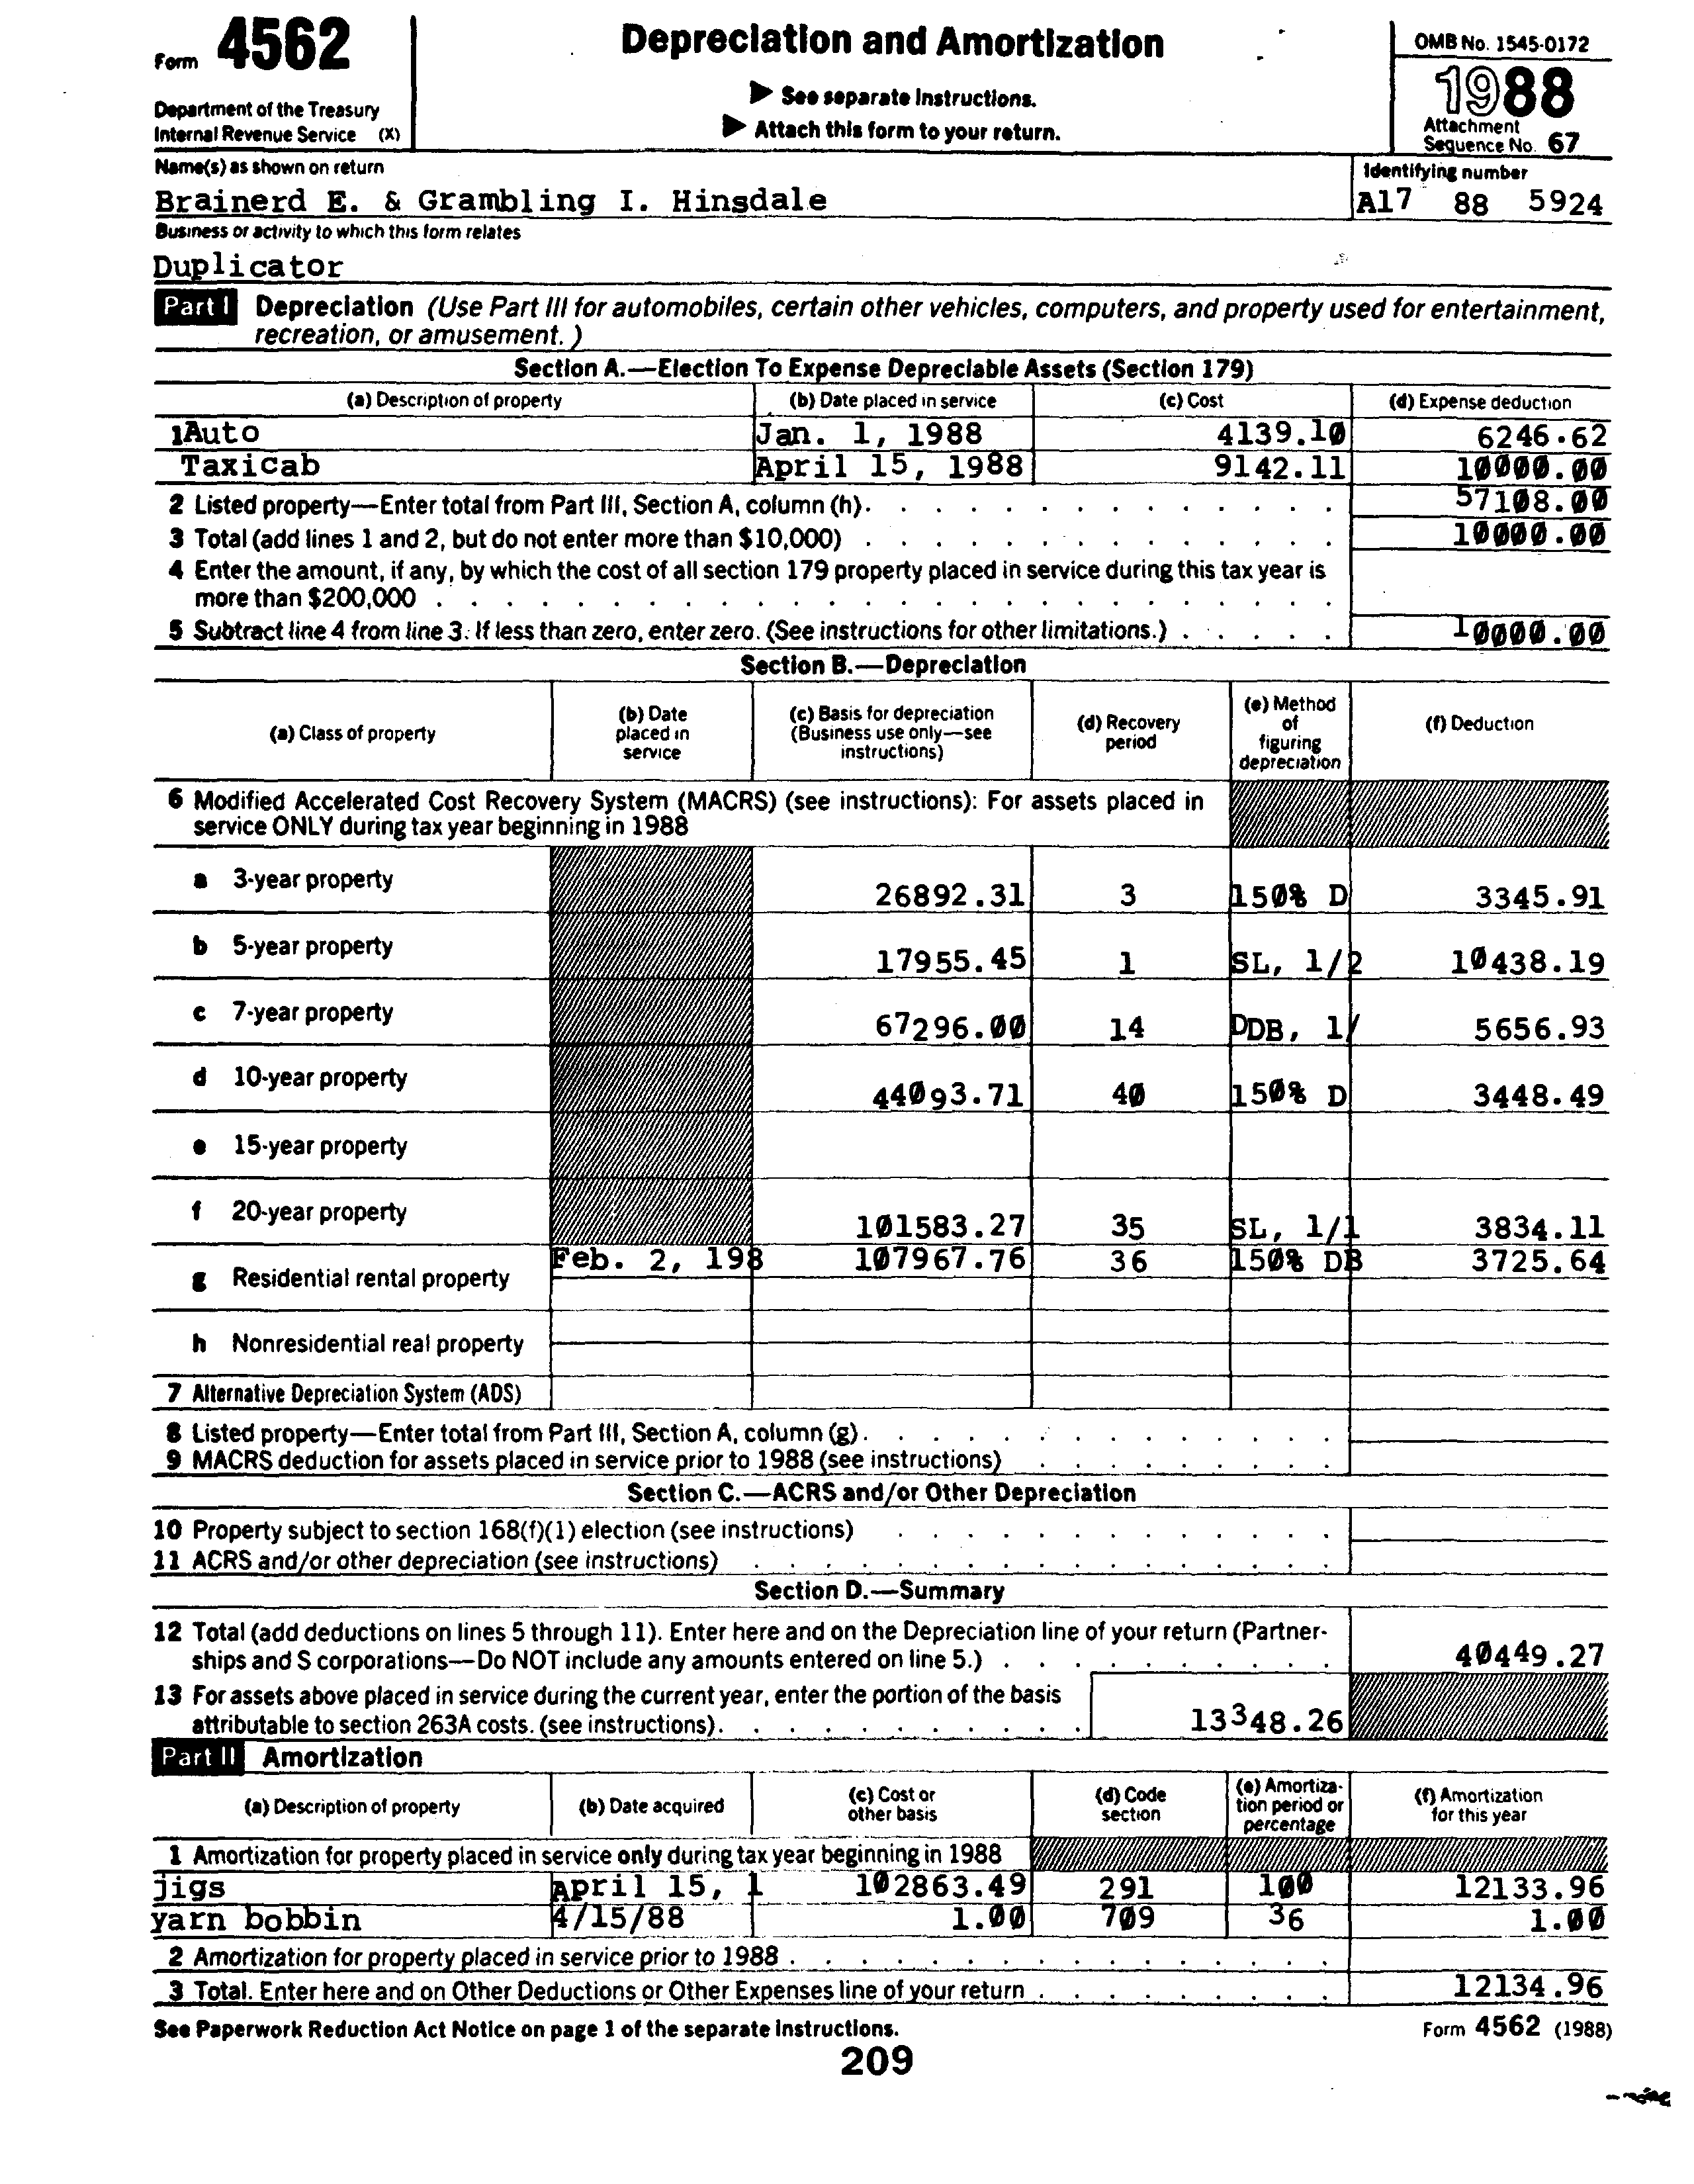 Form 4562
Department of the Treasury
Internal Revenue Service (X)
Depreciation and Amortization
▶ See separate Instructions.
▶ Attach this form to your return.
OMB No. 1545-0172
1988
Attachment
Sequence No. 67
Name(s) as shown on return
Brainerd E. & Grambling I. Hinsdale
Identifying number
A17 88 5924
Business or activity to which this form relates
Duplicator
Part I Depreciation (Use Part III for automobiles, certain other vehicles, computers, and property used for entertainment,
recreation, or amusement.)
Section A.—Election To Expense Depreciable Assets (Section 179)
(a) Description of property (b) Date placed in service (c) Cost (d) Expense deduction
1 Auto Jan. 1, 1988 4139.10 6246.62
Taxicab April 15, 1988 9142.11 10000.00
2 Listed property—Enter total from Part III, Section A, column (h). 57108.00
3 Total (add lines 1 and 2, but do not enter more than $10,000) 10000.00
4 Enter the amount, if any, by which the cost of all section 179 property placed in service during this tax year is
more than $200,000
5 Subtract line 4 from line 3. If less than zero, enter zero. (See instructions for other limitations.) 10000.00
Section B.—Depreciation
(a) Class of property
(b) Date
placed in
service
(c) Basis for depreciation
(Business use only—see
instructions)
(d) Recovery
period
(e) Method
of
figuring
depreciation
(f) Deduction
6 Modified Accelerated Cost Recovery System (MACRS) (see instructions): For assets placed in
service ONLY during tax year beginning in 1988
a 3-year property 26892.31 3 150% D 3345.91
b 5-year property 17955.45 1 SL, 1/2 10438.19
c 7-year property 67296.00 14 DDB, 1/ 5656.93
d 10-year property 44093.71 40 150% D 3448.49
e 15-year property
f 20-year property 101583.27 35 SL, 1/1 3834.11
g Residential rental property Feb. 2, 198 107967.76 36 150% DB 3725.64
h Nonresidential real property
7 Alternative Depreciation System (ADS)
8 Listed property—Enter total from Part III, Section A, column (g).
9 MACRS deduction for assets placed in service prior to 1988 (see instructions)
Section C.—ACRS and/or Other Depreciation
10 Property subject to section 168(f)(1) election (see instructions)
11 ACRS and/or other depreciation (see instructions)
Section D.—Summary
12 Total (add deductions on lines 5 through 11). Enter here and on the Depreciation line of your return (Partner-
ships and S corporations—Do NOT include any amounts entered on line 5.) 40449.27
13 For assets above placed in service during the current year, enter the portion of the basis
attributable to section 263A costs. (see instructions). 13348.26
Part II Amortization
(a) Description of property
(b) Date acquired
(c) Cost or
other basis
(d) Code
section
(e) Amortiza-
tion period or
percentage
(f) Amortization
for this year
1 Amortization for property placed in service only during tax year beginning in 1988
jigs April 15, 1 102863.49 291 100 12133.96
yarn bobbin 4/15/88 1.00 709 36 1.00
2 Amortization for property placed in service prior to 1988
3 Total. Enter here and on Other Deductions or Other Expenses line of your return 12134.96
See Paperwork Reduction Act Notice on page 1 of the separate Instructions.
Form 4562 (1988)
209